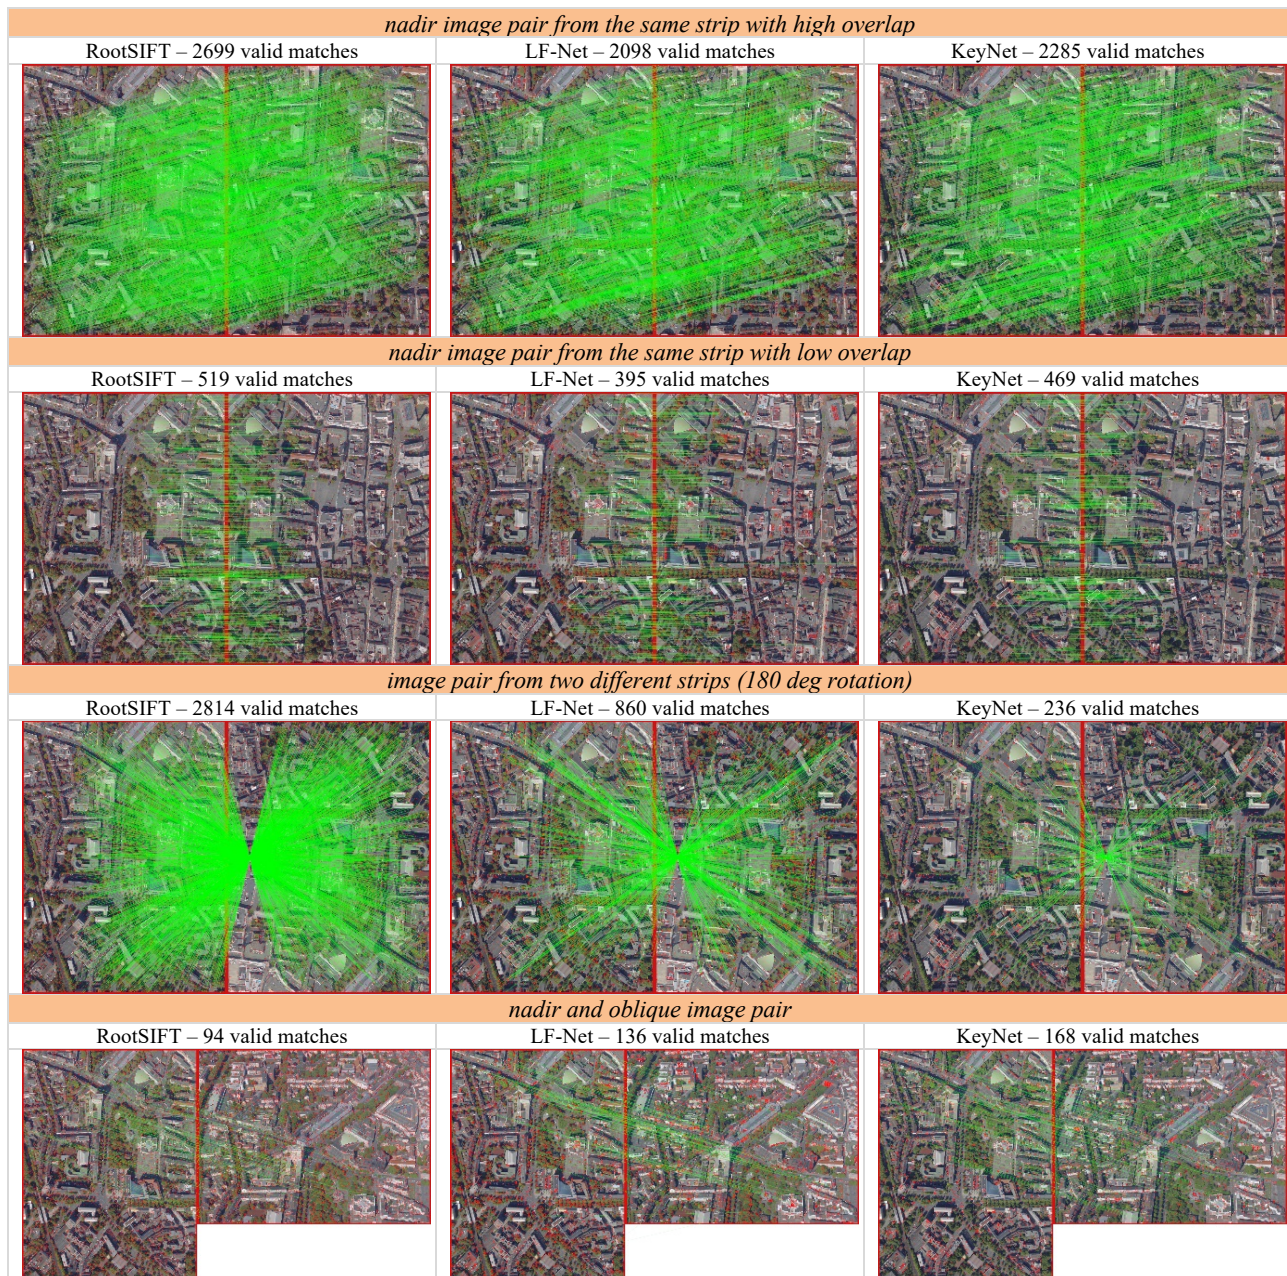 nadir image pair from the same strip with high overlap
RootSIFT – 2699 valid matches
LF-Net – 2098 valid matches
KeyNet – 2285 valid matches
nadir image pair from the same strip with low overlap
RootSIFT – 519 valid matches
LF-Net – 395 valid matches
KeyNet – 469 valid matches
image pair from two different strips (180 deg rotation)
RootSIFT – 2814 valid matches
LF-Net – 860 valid matches
KeyNet – 236 valid matches
nadir and oblique image pair
RootSIFT – 94 valid matches
LF-Net – 136 valid matches
KeyNet – 168 valid matches